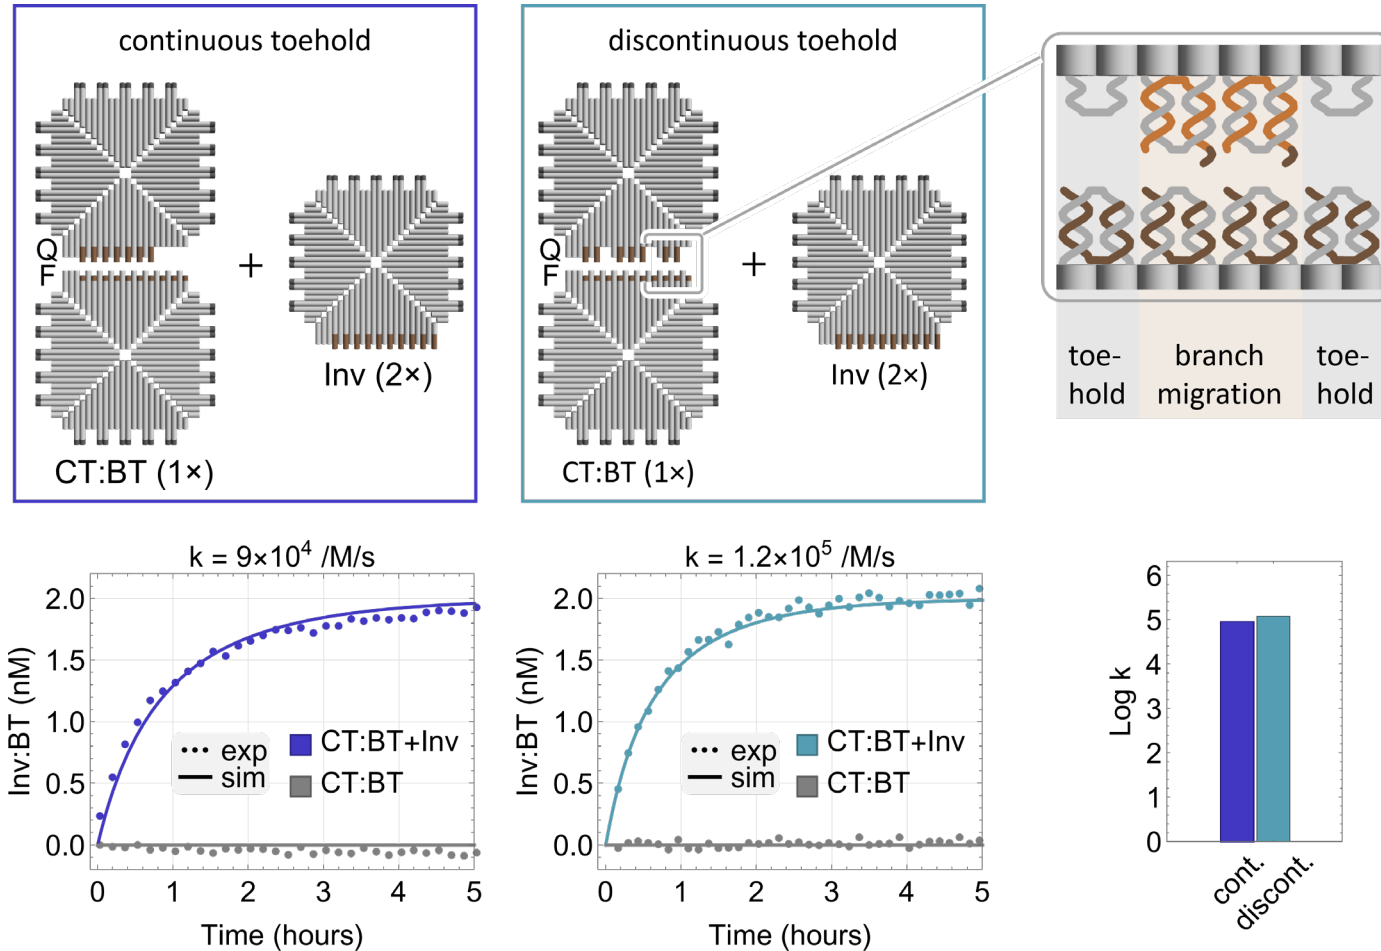 continuous toehold
Q
F
+
Inv (2×)
CT:BT (1×)
discontinuous toehold
+
Inv (2×)
CT:BT (1×)
toe-
hold
branch
migration
toe-
hold
k = 9×10⁴ /M/s
Inv:BT (nM)
2.0
1.5
1.0
0.5
0.0
exp
sim
CT:BT+Inv
CT:BT
0 1 2 3 4 5
Time (hours)
k = 1.2×10⁵ /M/s
Inv:BT (nM)
2.0
1.5
1.0
0.5
0.0
exp
sim
CT:BT+Inv
CT:BT
0 1 2 3 4 5
Time (hours)
Log k
6
5
4
3
2
1
0
cont.
discont.
Q
F